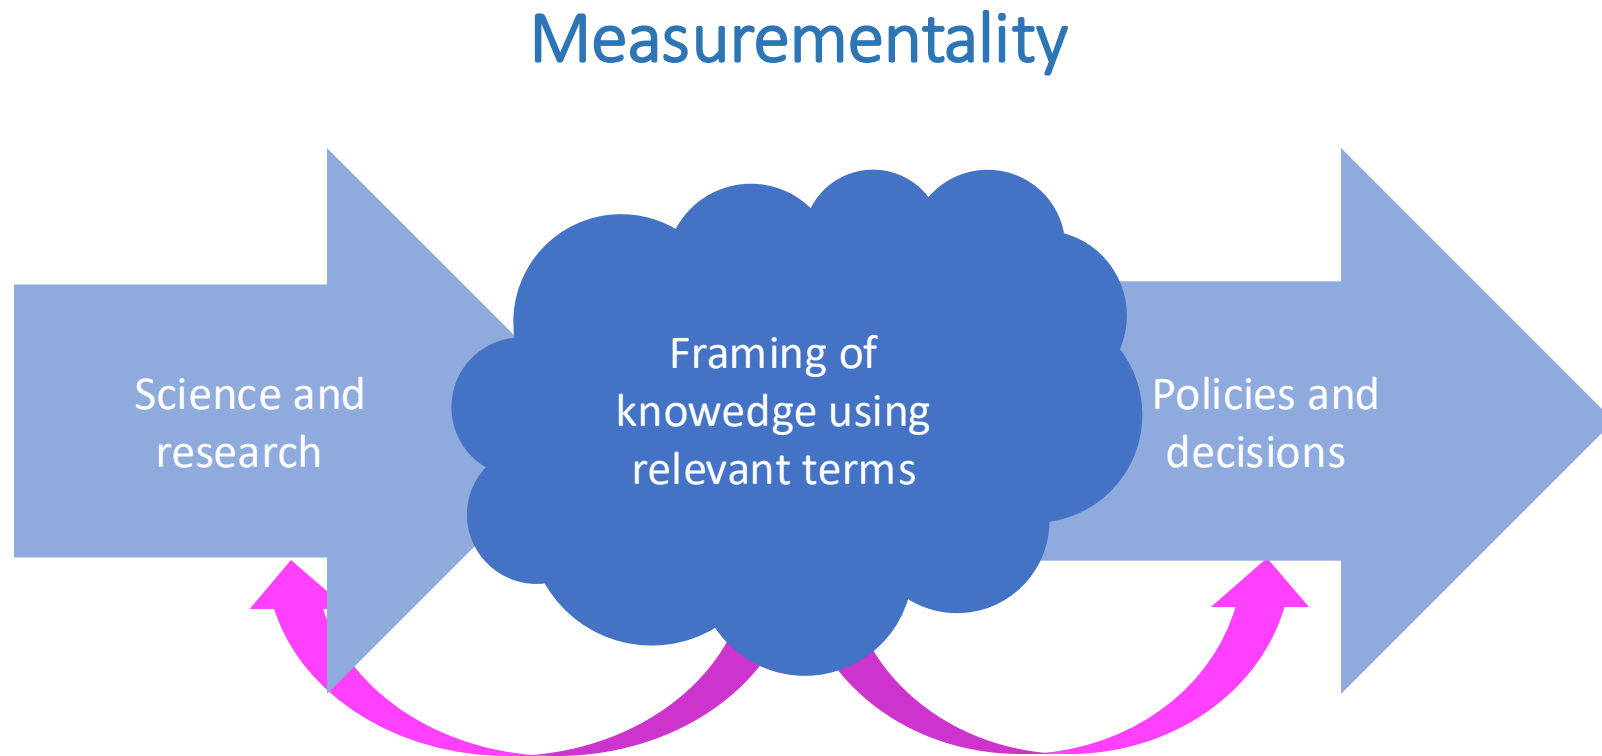 Measurementality
Science and
research
Framing of
knowedge using
relevant terms
Policies and
decisions